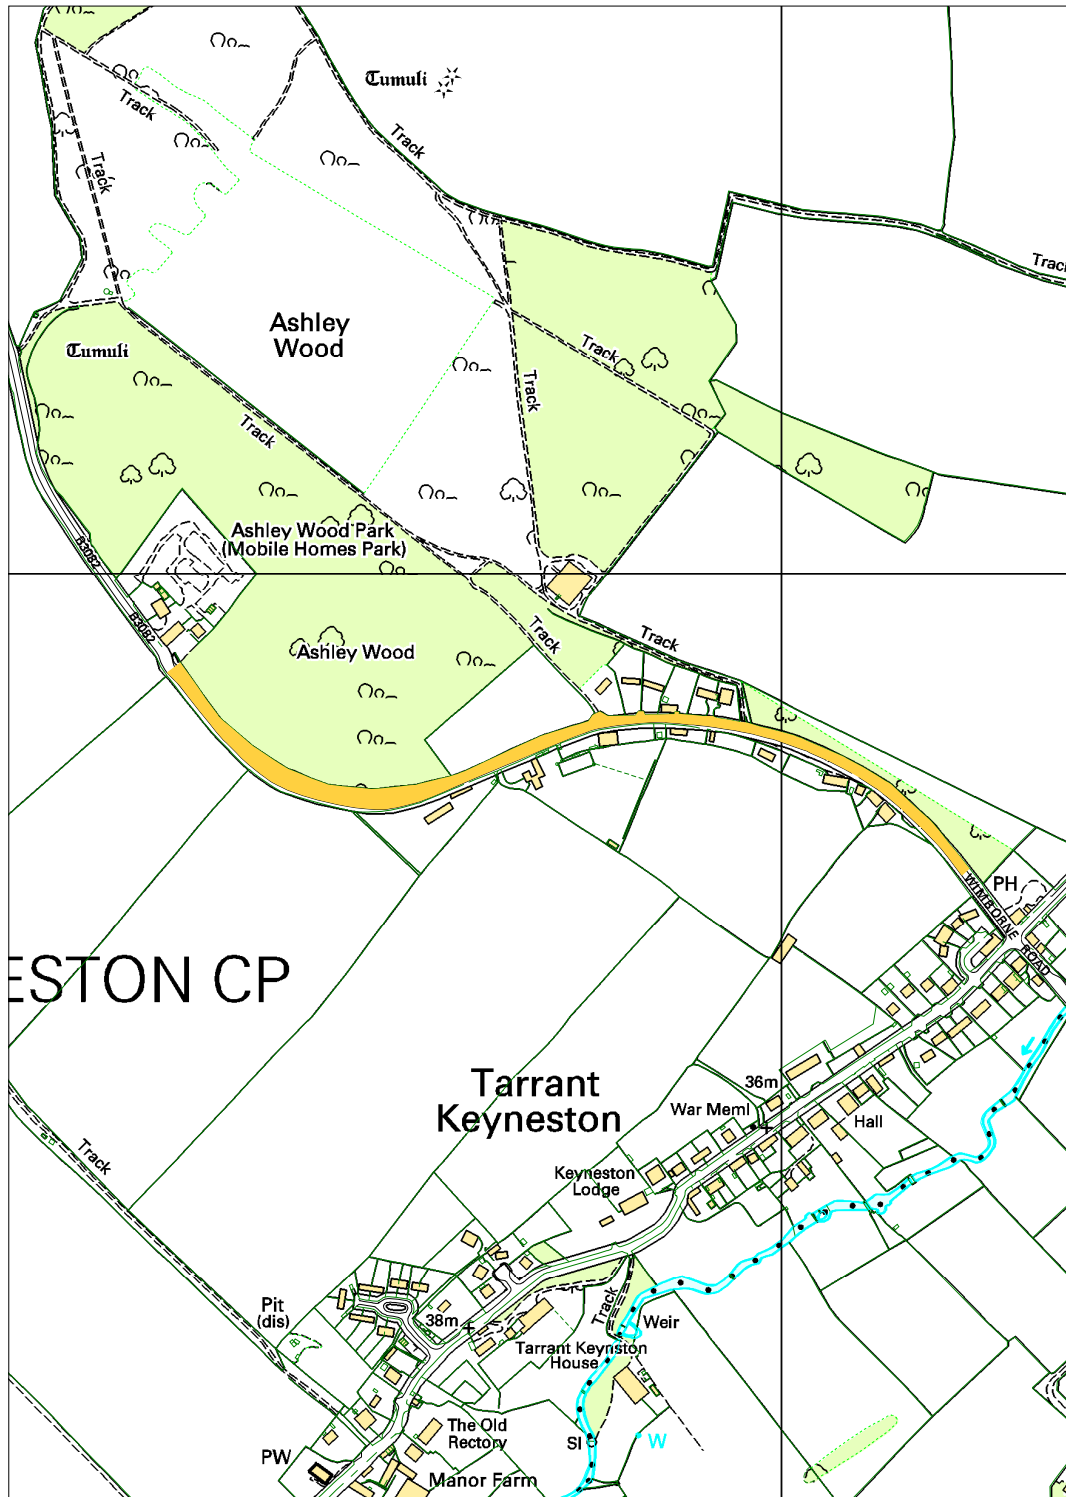 Tumuli
Track
Track
Track
Track
Ashley
Wood
Tumuli
Track
Track
Track
Ashley Wood Park
(Mobile Homes Park)
B3082
B3082
Ashley Wood
Track
Track
PH
WIMBORNE
ROAD
ESTON CP
Tarrant
Keyneston
36m
War Meml
Hall
Track
Keyneston
Lodge
Pit
(dis)
38m
Track
Weir
Tarrant Keynston
House
The Old
Rectory
Sl
W
PW
Manor Farm